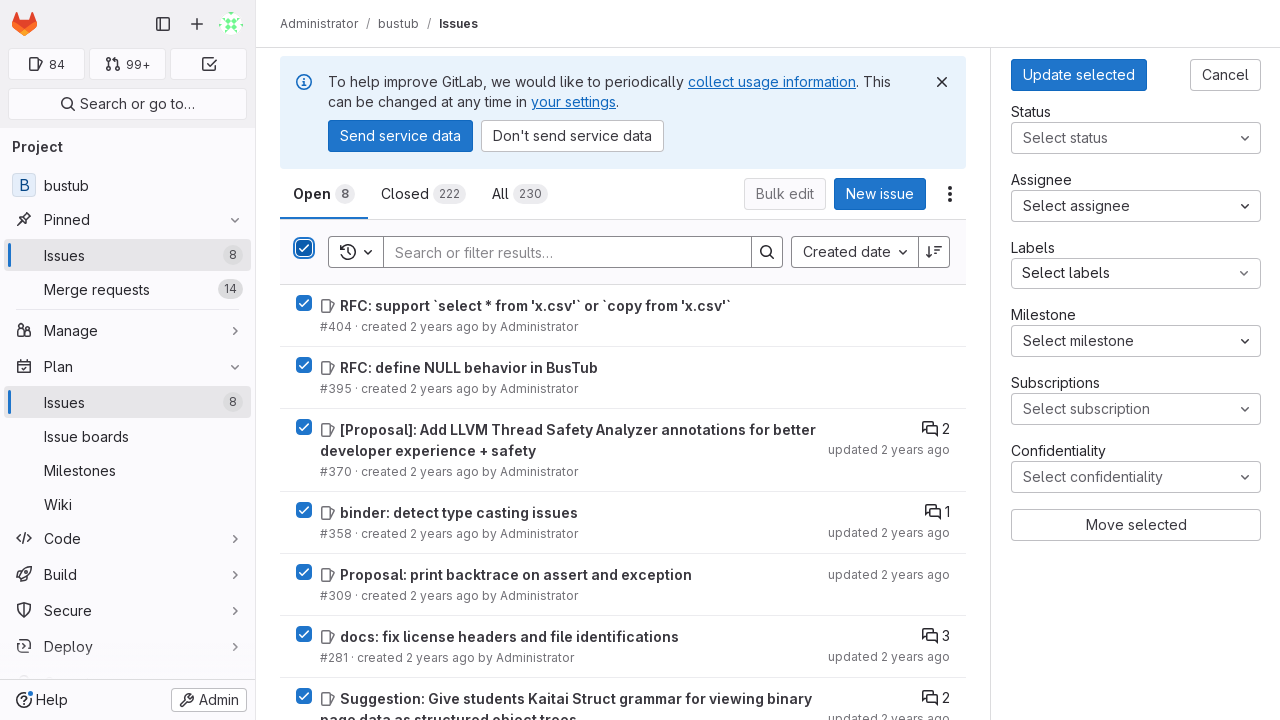 Administrator / bustub / Issues
84
99+
Search or go to…
Project
B bustub
Pinned
Issues 8
Merge requests 14
Manage
Plan
Issues 8
Issue boards
Milestones
Wiki
Code
Build
Secure
Deploy
Help
Admin
To help improve GitLab, we would like to periodically collect usage information. This
can be changed at any time in your settings.
Send service data
Don't send service data
Open 8
Closed 222
All 230
Bulk edit
New issue
Search or filter results…
Created date
RFC: support `select * from 'x.csv'` or `copy from 'x.csv'`
#404 · created 2 years ago by Administrator
RFC: define NULL behavior in BusTub
#395 · created 2 years ago by Administrator
[Proposal]: Add LLVM Thread Safety Analyzer annotations for better
developer experience + safety
#370 · created 2 years ago by Administrator
2
updated 2 years ago
binder: detect type casting issues
#358 · created 2 years ago by Administrator
1
updated 2 years ago
Proposal: print backtrace on assert and exception
#309 · created 2 years ago by Administrator
updated 2 years ago
docs: fix license headers and file identifications
#281 · created 2 years ago by Administrator
3
updated 2 years ago
Suggestion: Give students Kaitai Struct grammar for viewing binary
page data as structured object trees
2
updated 2 years ago
Update selected
Cancel
Status
Select status
Assignee
Select assignee
Labels
Select labels
Milestone
Select milestone
Subscriptions
Select subscription
Confidentiality
Select confidentiality
Move selected